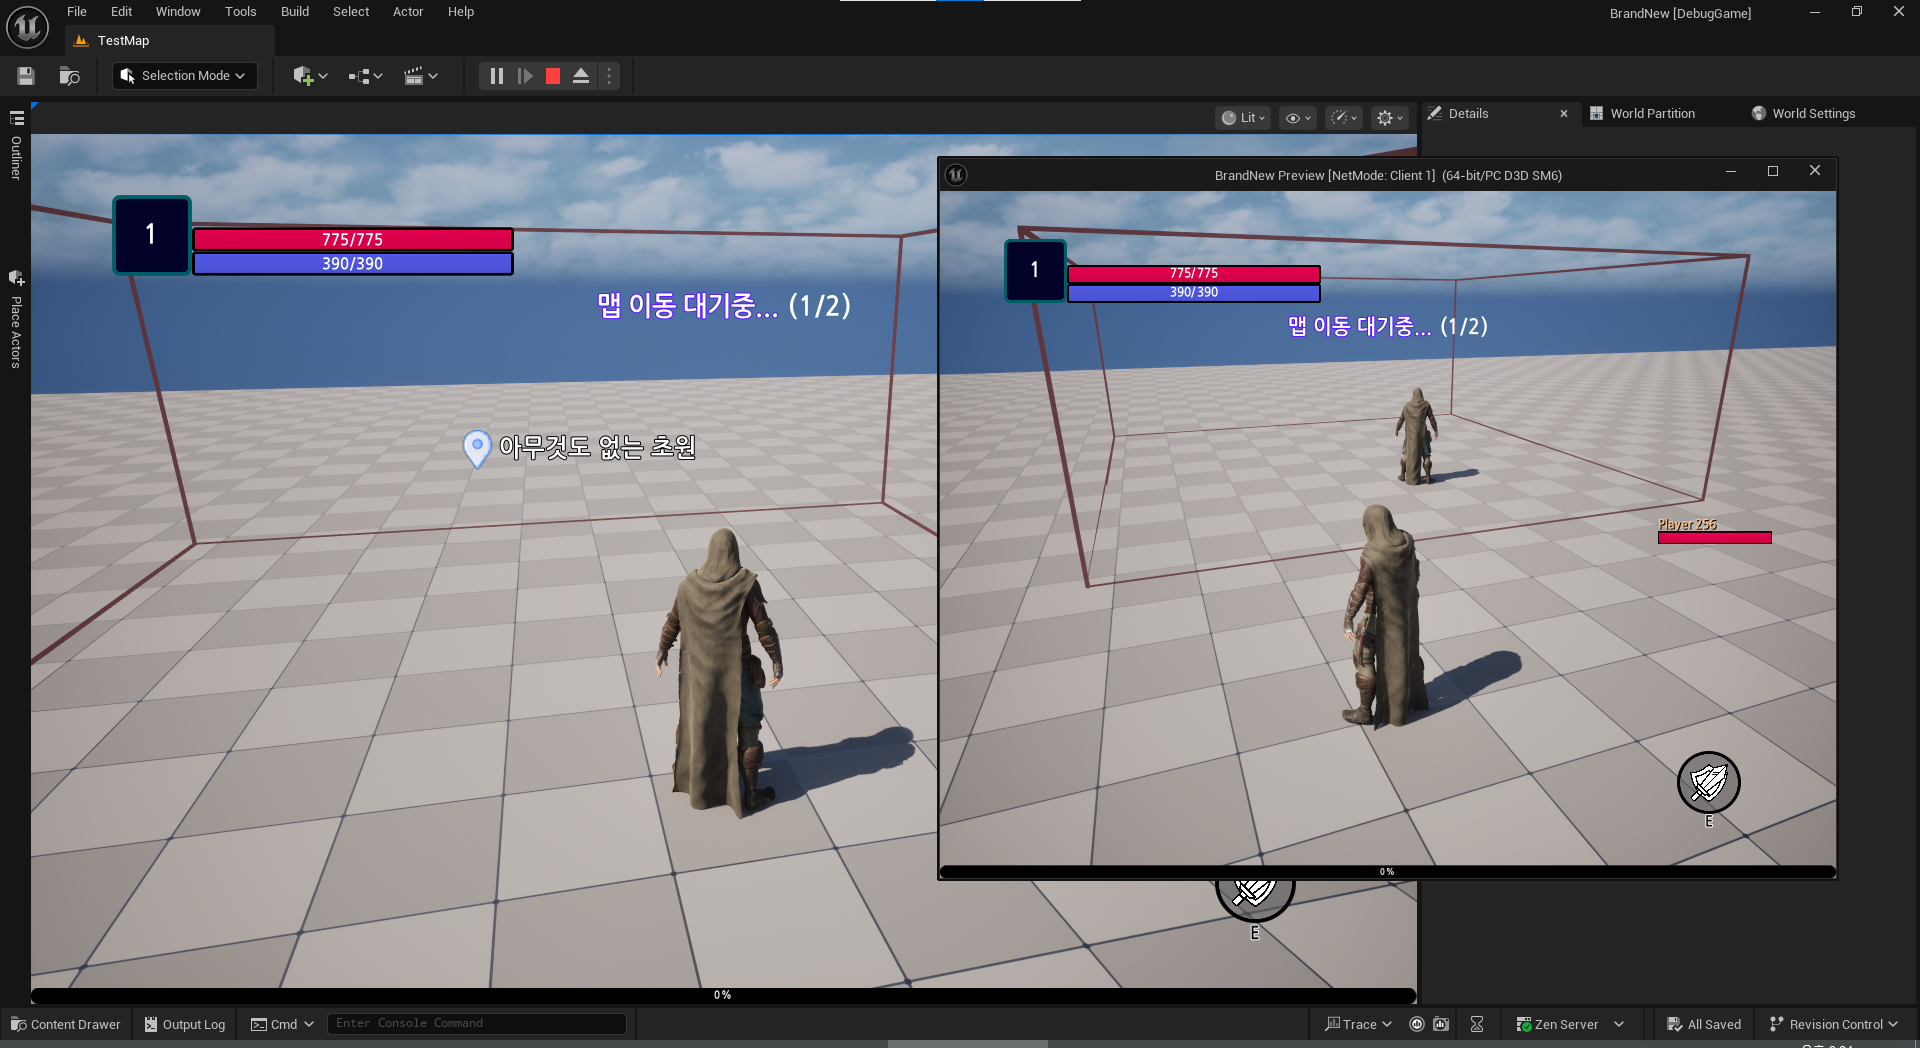 File Edit Window Tools Build Select Actor Help
BrandNew [DebugGame]
TestMap
Selection Mode
Lit
Details
World Partition
World Settings
Outliner
Place Actors
1
775/775
390/390
맵 이동 대기중... (1/2)
아무것도 없는 초원
E
0%
BrandNew Preview [NetMode: Client 1] (64-bit/PC D3D SM6)
1
775/775
390/390
맵 이동 대기중... (1/2)
Player 256
E
0%
Content Drawer
Output Log
Cmd
Enter Console Command
Trace
Zen Server
All Saved
Revision Control